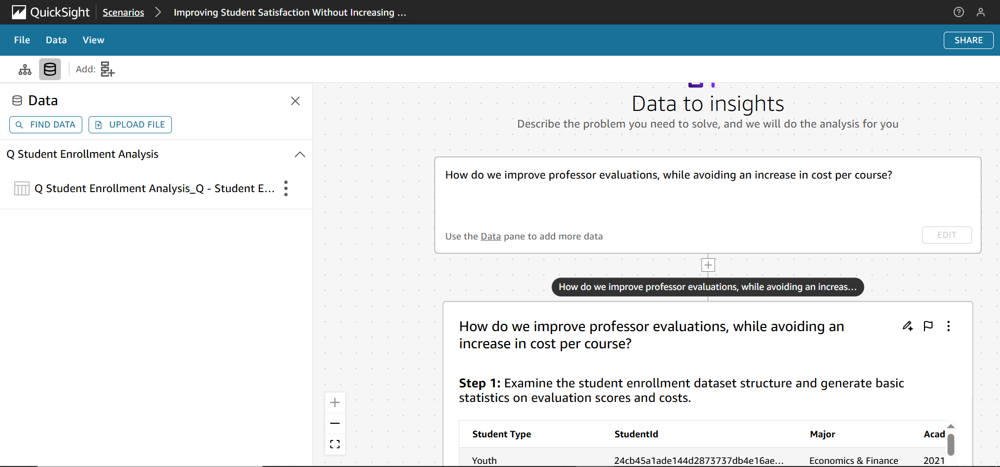 QuickSight Scenarios Improving Student Satisfaction Without Increasing ...
File Data View SHARE
Add:
Data
FIND DATA UPLOAD FILE
Q Student Enrollment Analysis
Q Student Enrollment Analysis_Q - Student E...
Data to insights
Describe the problem you need to solve, and we will do the analysis for you
How do we improve professor evaluations, while avoiding an increase in cost per course?
Use the Data pane to add more data EDIT
How do we improve professor evaluations, while avoiding an increas...
How do we improve professor evaluations, while avoiding an
increase in cost per course?
Step 1: Examine the student enrollment dataset structure and generate basic
statistics on evaluation scores and costs.
Student Type StudentId Major Acad
Youth 24cb45a1ade144d2873737db4e16ae... Economics & Finance 2021